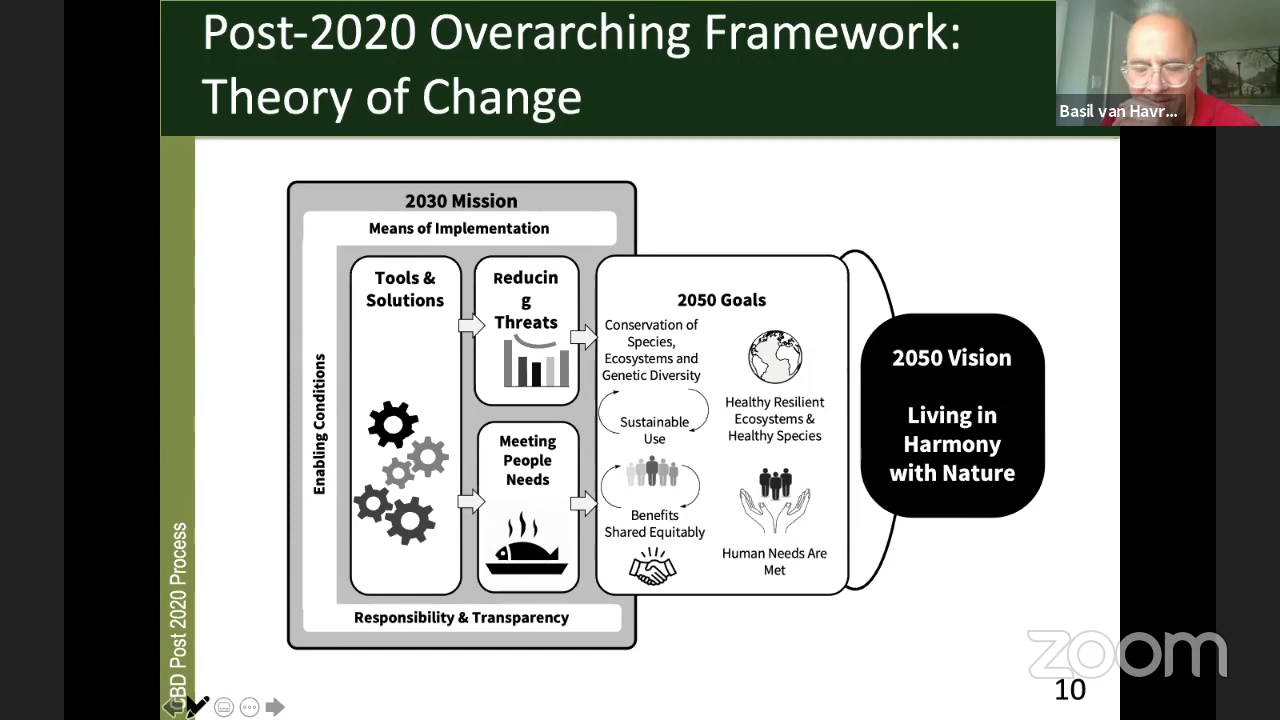 Post-2020 Overarching Framework:
Theory of Change
Basil van Havr...
2030 Mission
Means of Implementation
Enabling Conditions
Tools &
Solutions
Reducin
g
Threats
Meeting
People
Needs
2050 Goals
Conservation of
Species,
Ecosystems and
Genetic Diversity
Sustainable
Use
Benefits
Shared Equitably
Healthy Resilient
Ecosystems &
Healthy Species
Human Needs Are
Met
2050 Vision
Living in
Harmony
with Nature
Responsibility & Transparency
CBD Post 2020 Process
zoom
10